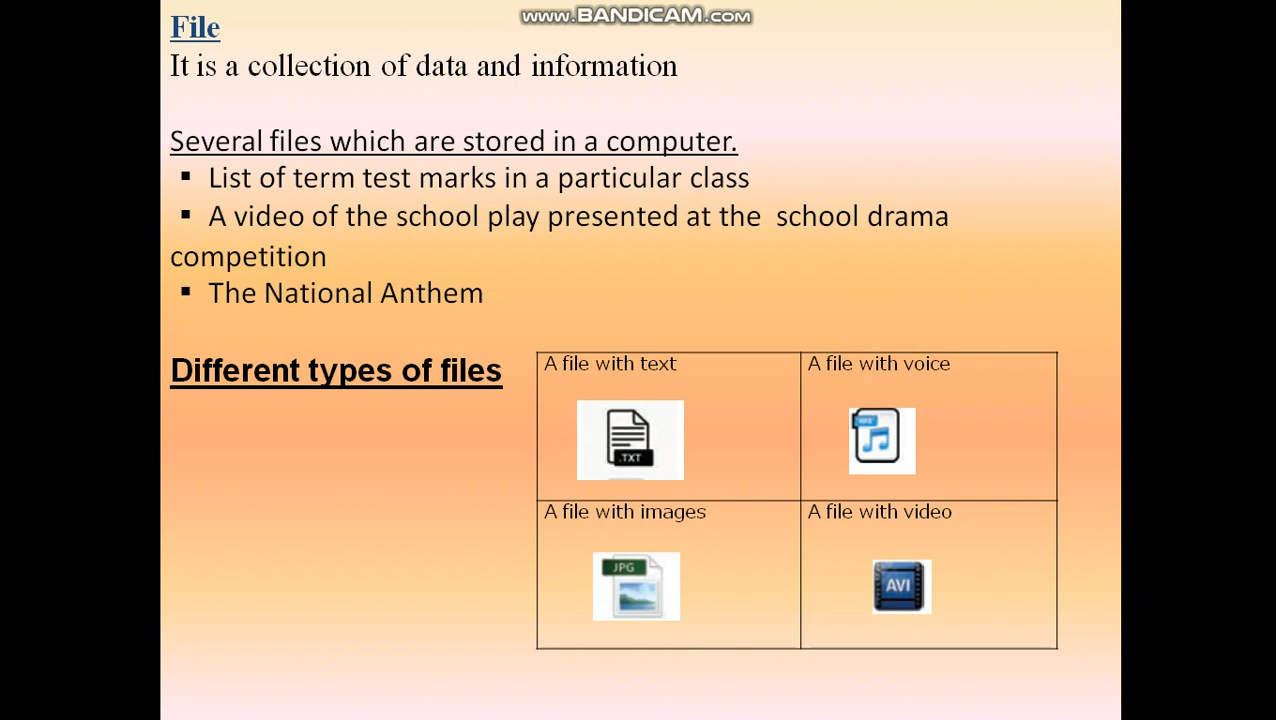 www.BANDICAM.com
File
It is a collection of data and information
Several files which are stored in a computer.
▪ List of term test marks in a particular class
▪ A video of the school play presented at the school drama
competition
▪ The National Anthem
Different types of files
A file with text
A file with voice
.TXT
A file with images
A file with video
JPG
AVI